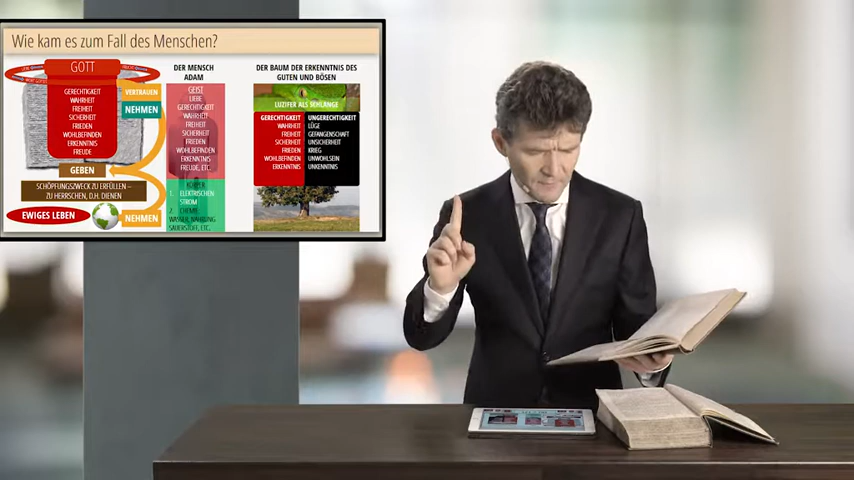 Wie kam es zum Fall des Menschen?
GOTT
GERECHTIGKEIT
WAHRHEIT
FREIHEIT
SICHERHEIT
FRIEDEN
WOHLBEFINDEN
ERKENNTNIS
FREUDE
VERTRAUEN
NEHMEN
GEBEN
SCHÖPFUNGSZWECK ZU ERFÜLLEN –
ZU HERRSCHEN, D.H. DIENEN
EWIGES LEBEN
NEHMEN
DER MENSCH
ADAM
GEIST
LIEBE
GERECHTIGKEIT
WAHRHEIT
FREIHEIT
SICHERHEIT
FRIEDEN
WOHLBEFINDEN
ERKENNTNIS
FREUDE, ETC.
KÖRPER
1. ELEKTRISCHEN
STROM
2. CHEMIE
WASSER, NAHRUNG
SAUERSTOFF, ETC.
DER BAUM DER ERKENNTNIS DES
GUTEN UND BÖSEN
LUZIFER ALS SCHLANGE
GERECHTIGKEIT UNGERECHTIGKEIT
WAHRHEIT LÜGE
FREIHEIT GEFANGENSCHAFT
SICHERHEIT UNSICHERHEIT
FRIEDEN KRIEG
WOHLBEFINDEN UNWOHLSEIN
ERKENNTNIS UNKENNTNIS